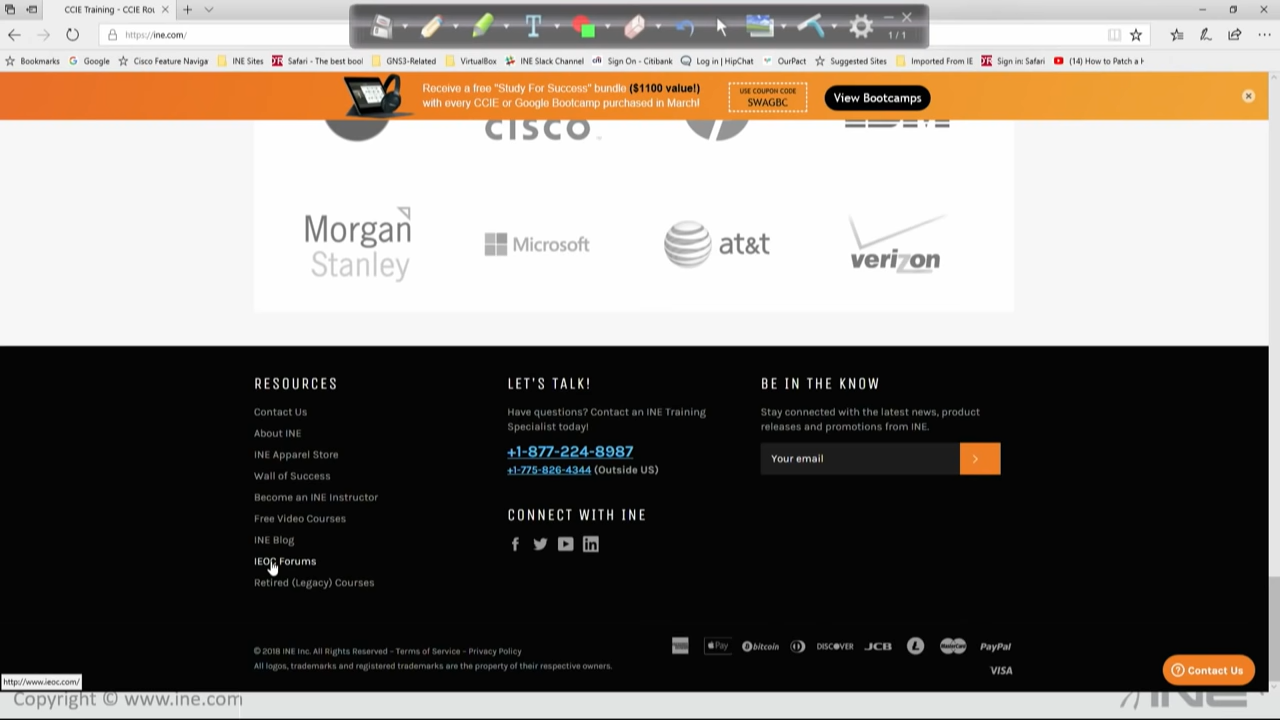 CCIE Training - CCIE Rou
https://ine.com/
1 / 1
Bookmarks Google Cisco Feature Naviga INE Sites Safari - The best bool GNS3-Related VirtualBox INE Slack Channel Sign On - Citibank Log in | HipChat OurPact Suggested Sites Imported From IE Sign in: Safari (14) How to Patch a H
Receive a free "Study For Success" bundle ($1100 value!)
with every CCIE or Google Bootcamp purchased in March!
USE COUPON CODE
SWAGBC
View Bootcamps
CISCO
IBM
Morgan
Stanley
Microsoft
at&t
verizon
RESOURCES
Contact Us
About INE
INE Apparel Store
Wall of Success
Become an INE Instructor
Free Video Courses
INE Blog
IEOC Forums
Retired (Legacy) Courses
LET'S TALK!
Have questions? Contact an INE Training
Specialist today!
+1-877-224-8987
+1-775-826-4344 (Outside US)
CONNECT WITH INE
BE IN THE KNOW
Stay connected with the latest news, product
releases and promotions from INE.
Your email
© 2018 INE Inc. All Rights Reserved – Terms of Service – Privacy Policy
All logos, trademarks and registered trademarks are the property of their respective owners.
Pay bitcoin DISCOVER JCB MasterCard PayPal
VISA
Contact Us
http://www.ieoc.com/
Copyright © www.ine.com
INE